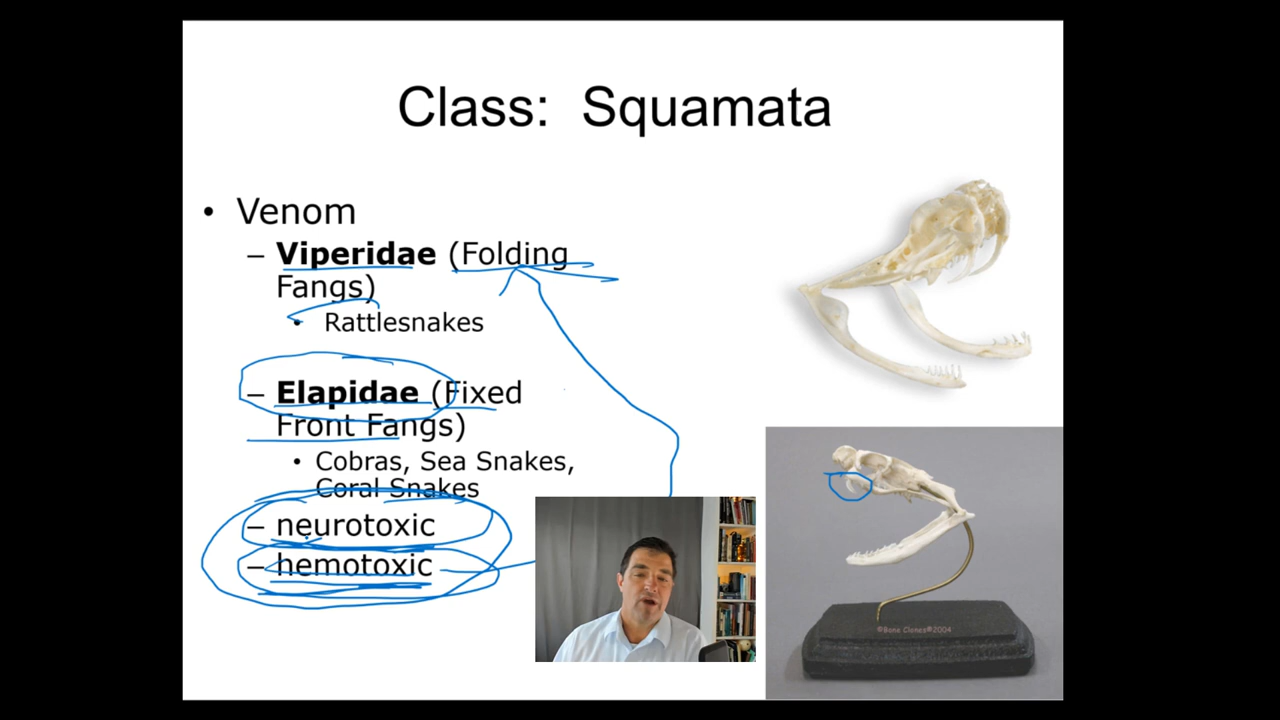 Class: Squamata
• Venom
– Viperidae (Folding
Fangs)
• Rattlesnakes
– Elapidae (Fixed
Front Fangs)
• Cobras, Sea Snakes,
Coral Snakes
– neurotoxic
– hemotoxic
©Bone Clones®2004